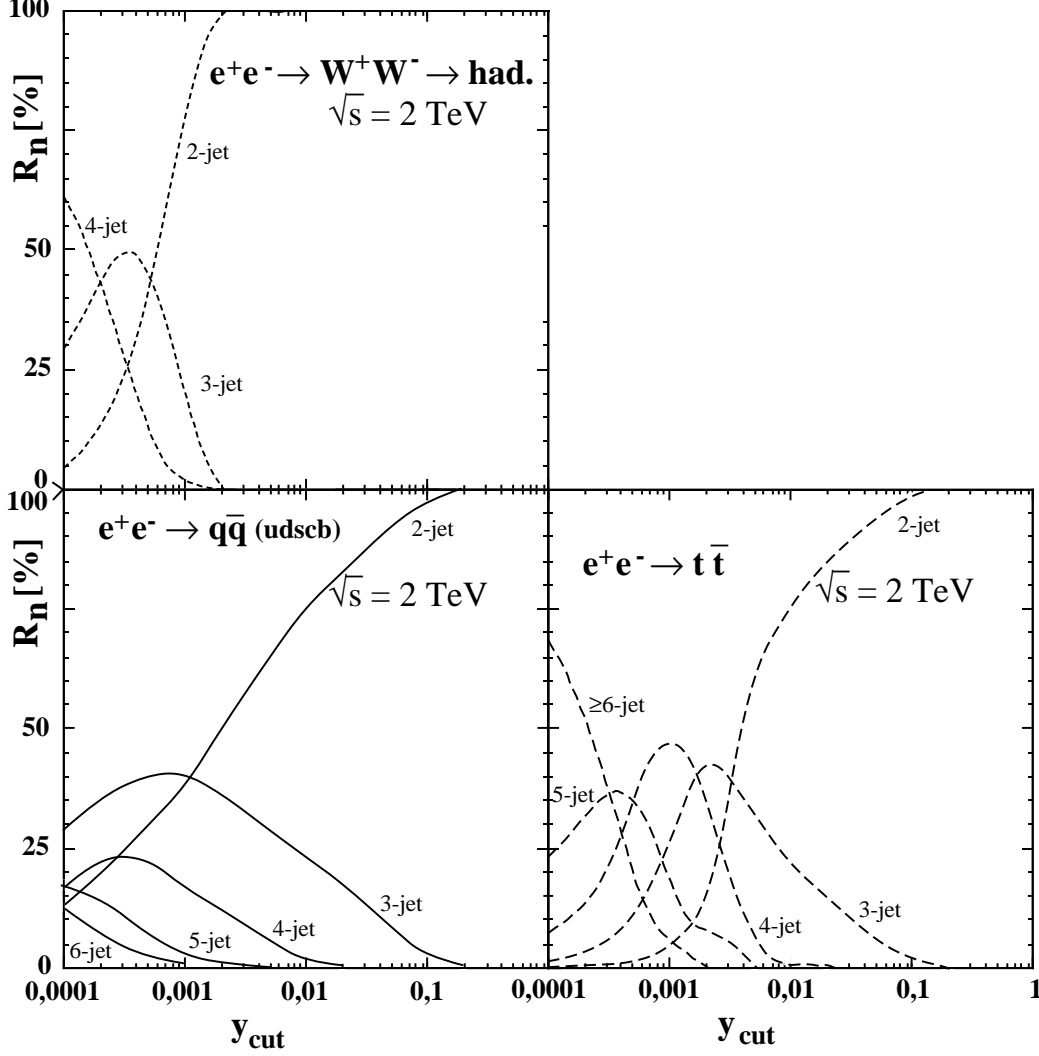 100
e⁺e⁻ → W⁺W⁻ → had.
√s = 2 TeV
Rₙ [%]
2-jet
4-jet
50
25
3-jet
0
100
e⁺e⁻ → qq̅ (udscb)
2-jet
√s = 2 TeV
Rₙ [%]
50
25
3-jet
4-jet
5-jet
6-jet
0
0,0001 0,001 0,01 0,1
y_cut
2-jet
e⁺e⁻ → t t̅
√s = 2 TeV
≥6-jet
5-jet
3-jet
4-jet
0,0001 0,001 0,01 0,1 1
y_cut